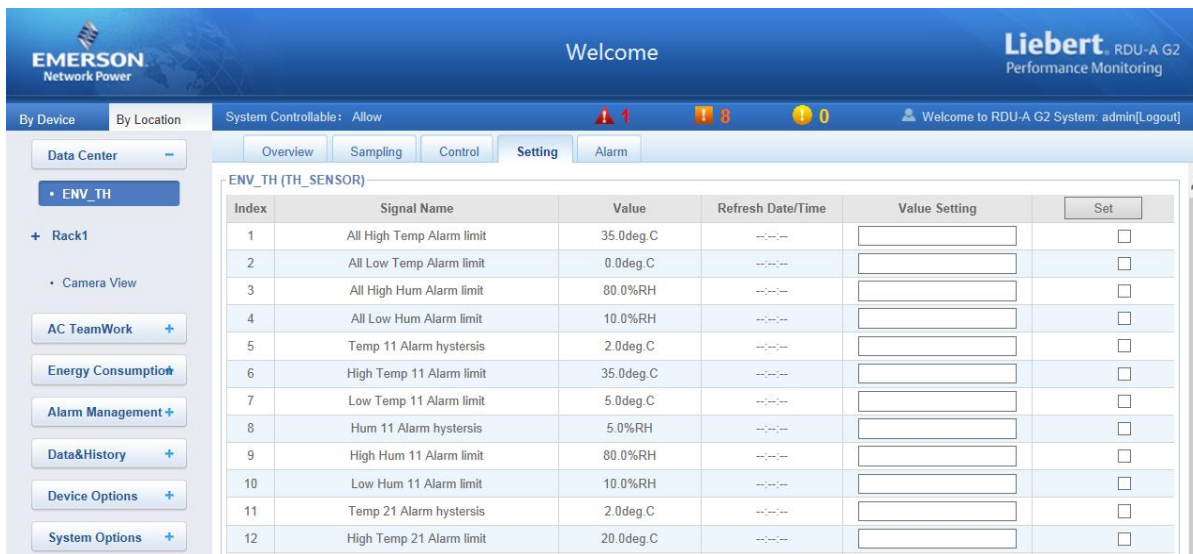 EMERSON.
Network Power
Welcome
Liebert. RDU-A G2
Performance Monitoring
By Device By Location System Controllable: Allow 1 8 0 Welcome to RDU-A G2 System: admin[Logout]
Data Center −
• ENV_TH
+ Rack1
• Camera View
AC TeamWork +
Energy Consumption+
Alarm Management +
Data&History +
Device Options +
System Options +
Overview Sampling Control Setting Alarm
ENV_TH (TH_SENSOR)
Index Signal Name Value Refresh Date/Time Value Setting Set
1 All High Temp Alarm limit 35.0deg.C --:--:--
2 All Low Temp Alarm limit 0.0deg.C --:--:--
3 All High Hum Alarm limit 80.0%RH --:--:--
4 All Low Hum Alarm limit 10.0%RH --:--:--
5 Temp 11 Alarm hystersis 2.0deg.C --:--:--
6 High Temp 11 Alarm limit 35.0deg.C --:--:--
7 Low Temp 11 Alarm limit 5.0deg.C --:--:--
8 Hum 11 Alarm hystersis 5.0%RH --:--:--
9 High Hum 11 Alarm limit 80.0%RH --:--:--
10 Low Hum 11 Alarm limit 10.0%RH --:--:--
11 Temp 21 Alarm hystersis 2.0deg.C --:--:--
12 High Temp 21 Alarm limit 20.0deg.C --:--:--